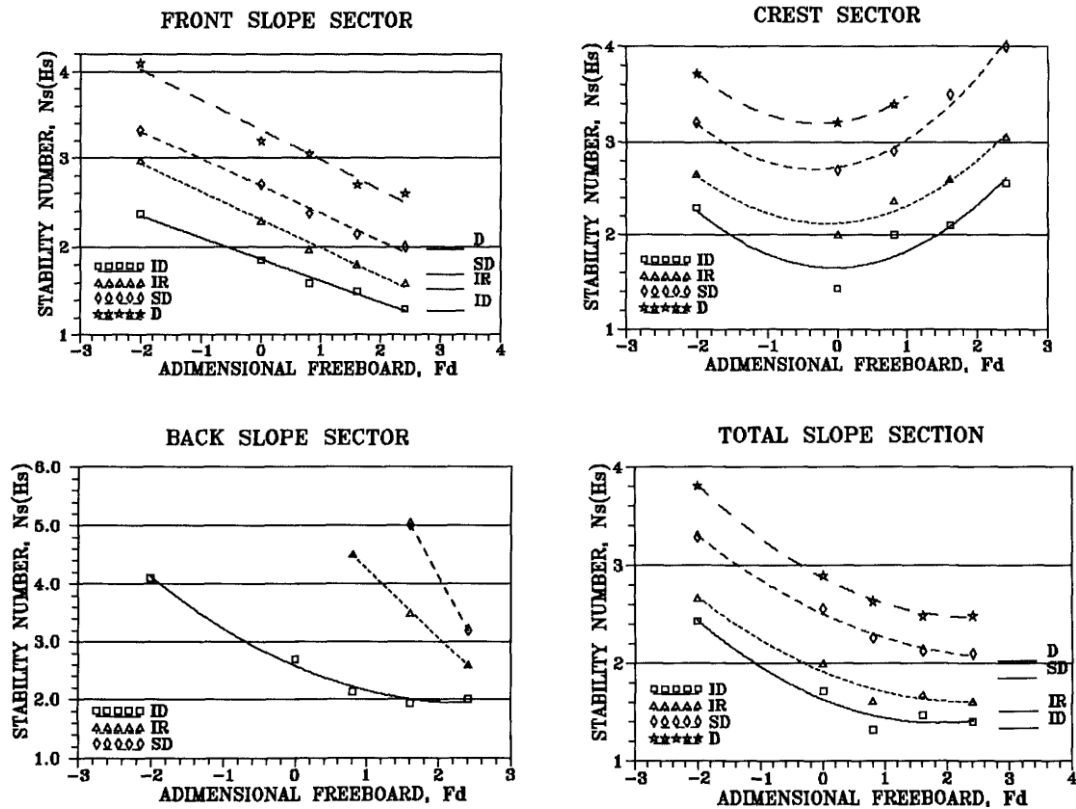 FRONT SLOPE SECTOR
STABILITY NUMBER, Ns(Hs)
4
3
2
1
D
SD
IR
ID
ID
IR
SD
D
-3 -2 -1 0 1 2 3 4
ADIMENSIONAL FREEBOARD, Fd
CREST SECTOR
STABILITY NUMBER, Ns(Hs)
4
3
2
1
ID
IR
SD
D
-3 -2 -1 0 1 2 3
ADIMENSIONAL FREEBOARD, Fd
BACK SLOPE SECTOR
STABILITY NUMBER, Ns(Hs)
6.0
5.0
4.0
3.0
2.0
1.0
ID
IR
SD
-3 -2 -1 0 1 2 3
ADIMENSIONAL FREEBOARD, Fd
TOTAL SLOPE SECTION
STABILITY NUMBER, Ns(Hs)
4
3
2
1
D
SD
IR
ID
ID
IR
SD
D
-3 -2 -1 0 1 2 3 4
ADIMENSIONAL FREEBOARD, Fd